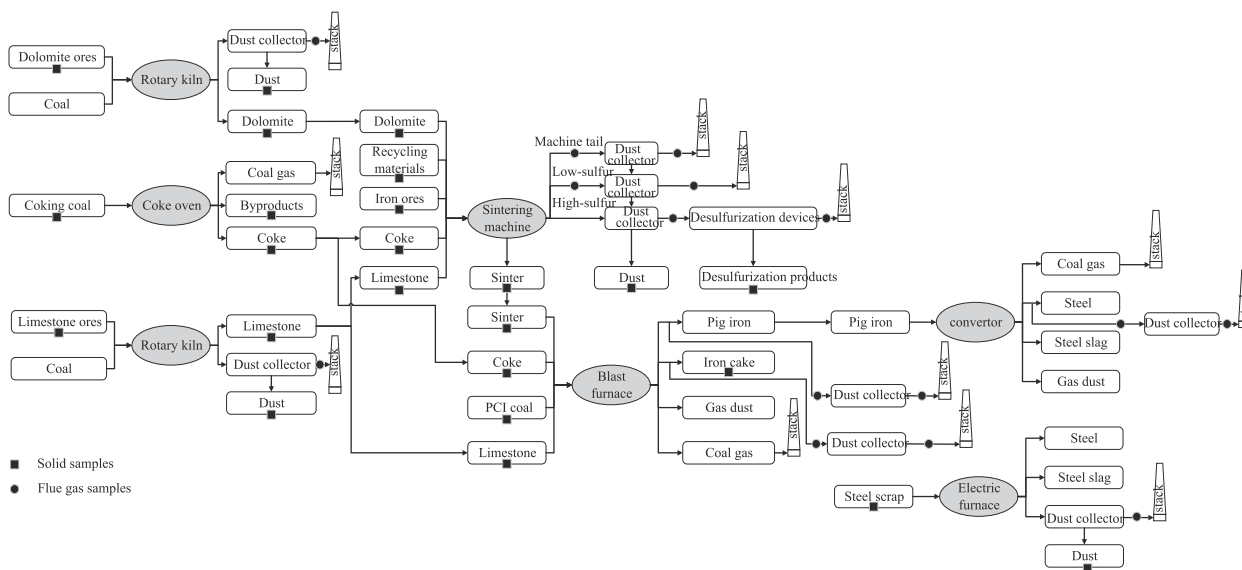 Dolomite ores
Coal
Rotary kiln
Dust collector
stack
Dust
Dolomite
Dolomite
Recycling
materials
Iron ores
Coke
Limestone
Coking coal
Coke oven
Coal gas
stack
Byproducts
Coke
Limestone ores
Coal
Rotary kiln
Limestone
Dust collector
stack
Dust
Sintering
machine
Machine tail
Low-sulfur
High-sulfur
Dust
collector
stack
Dust
collector
stack
Dust
collector
Desulfurization devices
stack
Dust
Desulfurization products
Sinter
Sinter
Coke
PCI coal
Limestone
Blast
furnace
Pig iron
Pig iron
Iron cake
Gas dust
Coal gas
stack
Dust collector
stack
Dust collector
stack
convertor
Coal gas
stack
Steel
Dust collector
stack
Steel slag
Gas dust
Steel scrap
Electric
furnace
Steel
Steel slag
Dust collector
stack
Dust
Solid samples
Flue gas samples